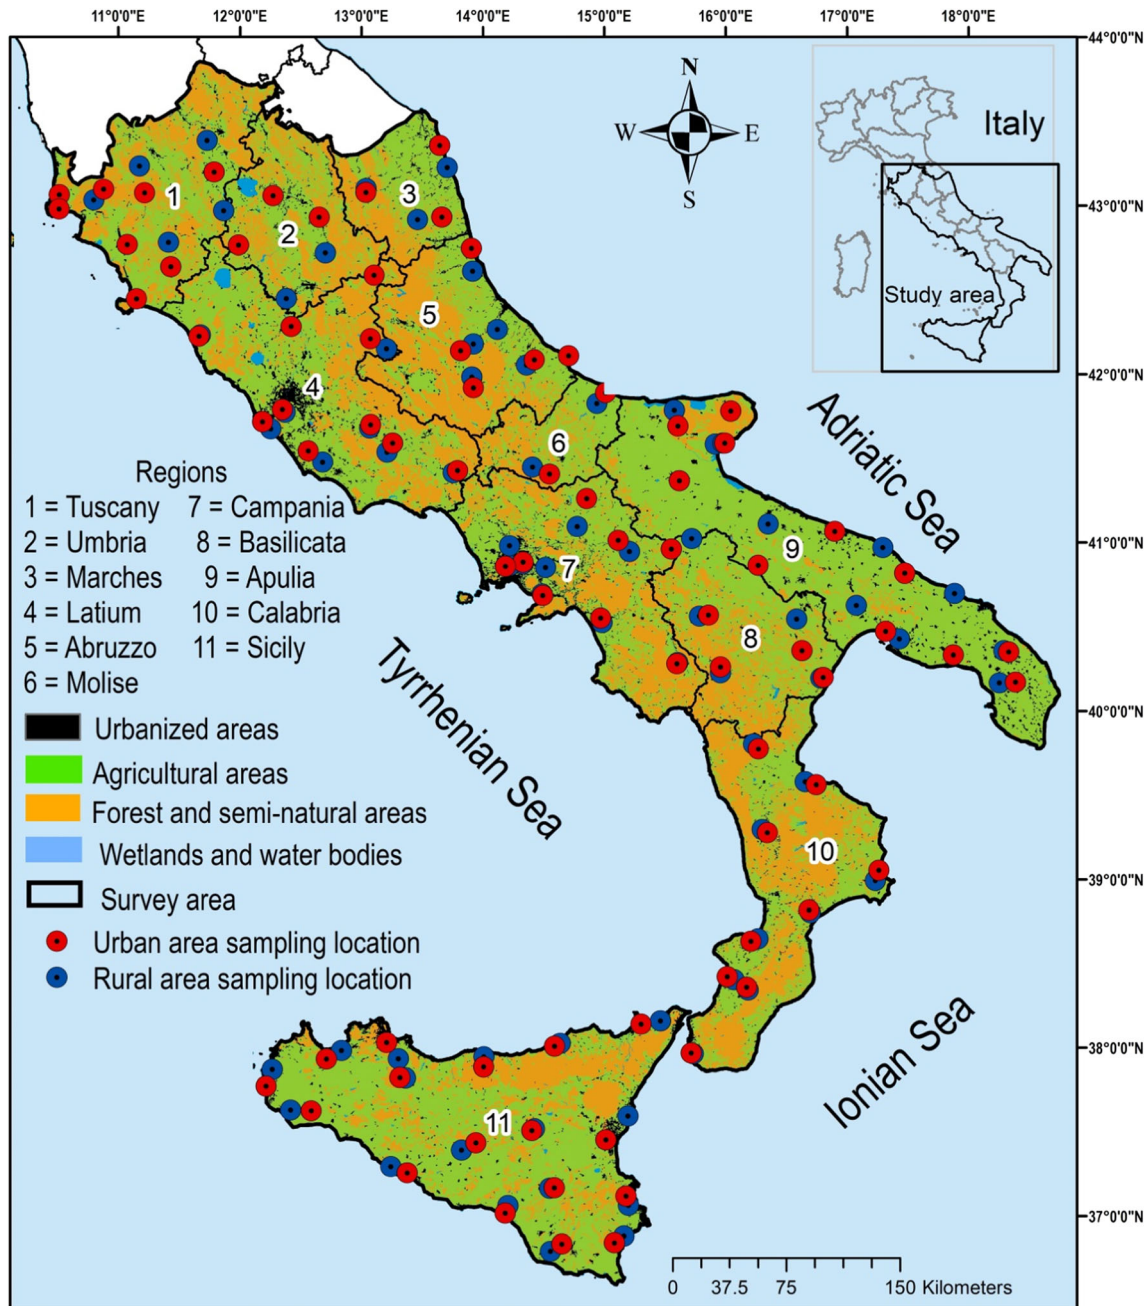 11°0'0"E 12°0'0"E 13°0'0"E 14°0'0"E 15°0'0"E 16°0'0"E 17°0'0"E 18°0'0"E
44°0'0"N
43°0'0"N
42°0'0"N
41°0'0"N
40°0'0"N
39°0'0"N
38°0'0"N
37°0'0"N
N
W E
S
Italy
Study area
1
2
3
4
5
6
7
8
9
10
11
Adriatic Sea
Tyrrhenian Sea
Ionian Sea
Regions
1 = Tuscany 7 = Campania
2 = Umbria 8 = Basilicata
3 = Marches 9 = Apulia
4 = Latium 10 = Calabria
5 = Abruzzo 11 = Sicily
6 = Molise
Urbanized areas
Agricultural areas
Forest and semi-natural areas
Wetlands and water bodies
Survey area
Urban area sampling location
Rural area sampling location
0 37.5 75 150 Kilometers